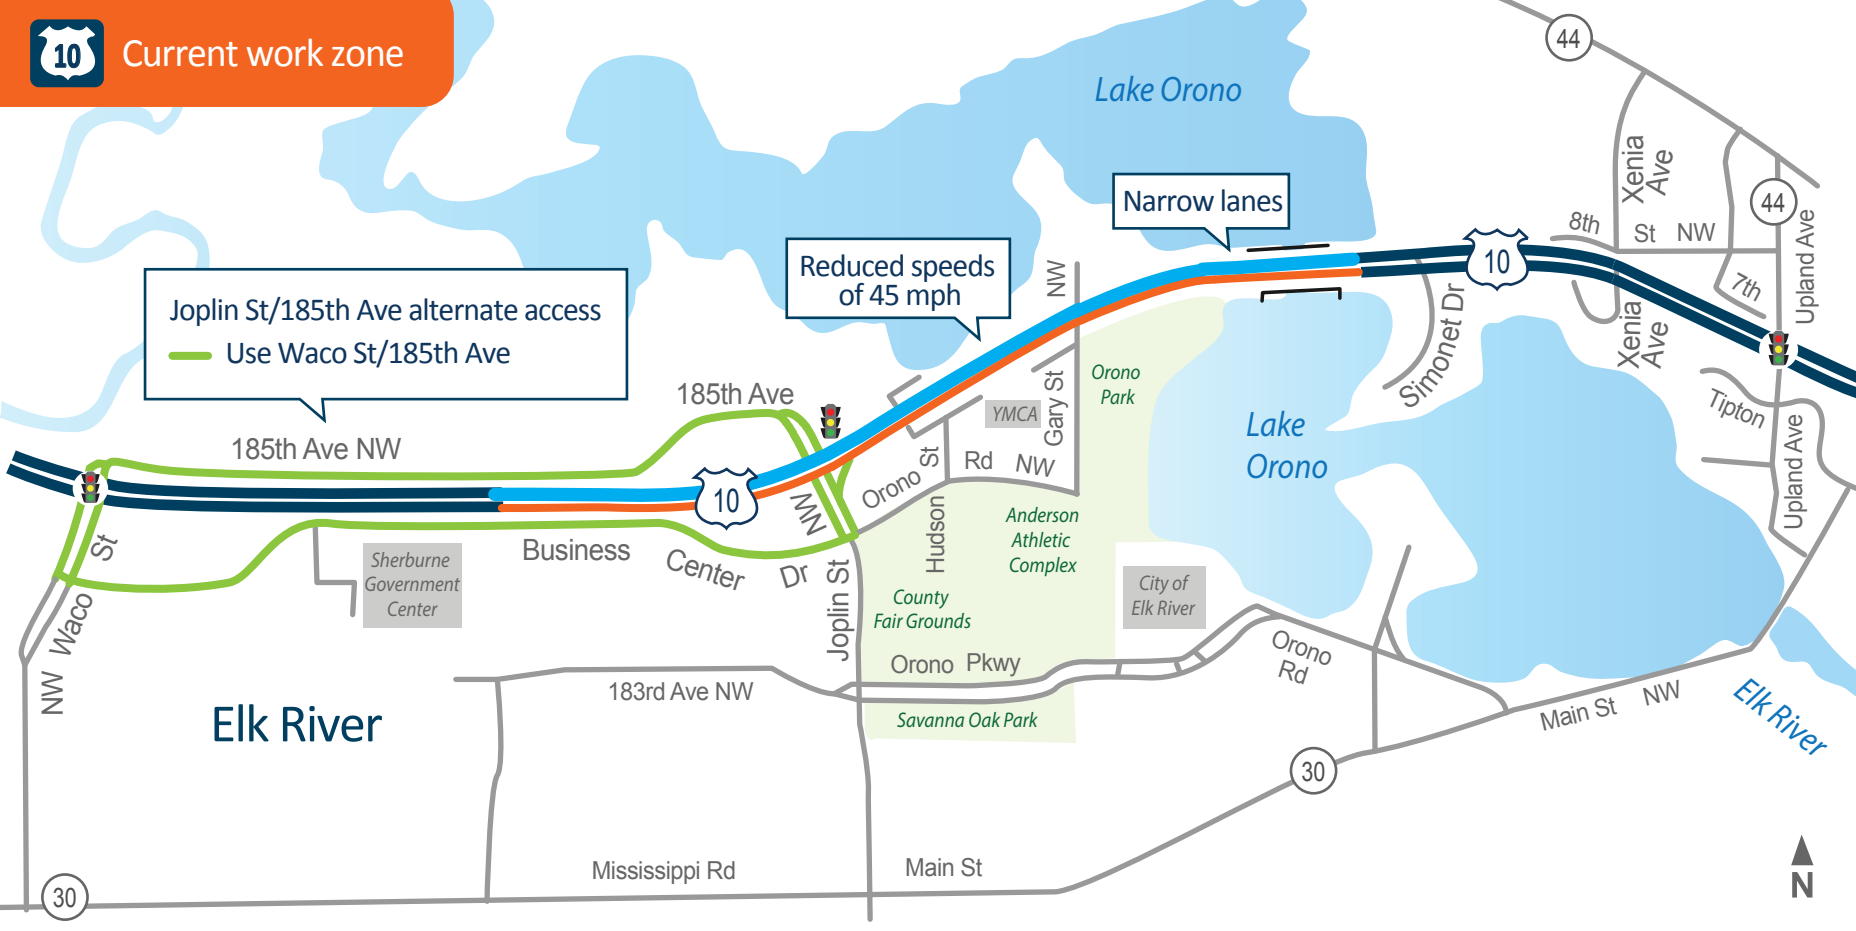 10
Current work zone
44
Lake Orono
Xenia
Ave
Narrow lanes
44
8th
St NW
Upland Ave
Reduced speeds
of 45 mph
NW
10
7th
Joplin St/185th Ave alternate access
Use Waco St/185th Ave
Simonet Dr
Xenia
Ave
185th Ave
Orono
Park
YMCA
Gary St
Tipton
Lake
Orono
185th Ave NW
Upland Ave
St
Rd NW
Orono
10
NW
Hudson
Anderson
Athletic
Complex
St
Business
Center
Dr
Sherburne
Government
Center
Joplin St
County
Fair Grounds
City of
Elk River
Waco
NW
Orono Pkwy
Orono
Rd
183rd Ave NW
Elk River
Savanna Oak Park
Main St NW
Elk River
30
Mississippi Rd
Main St
30
N